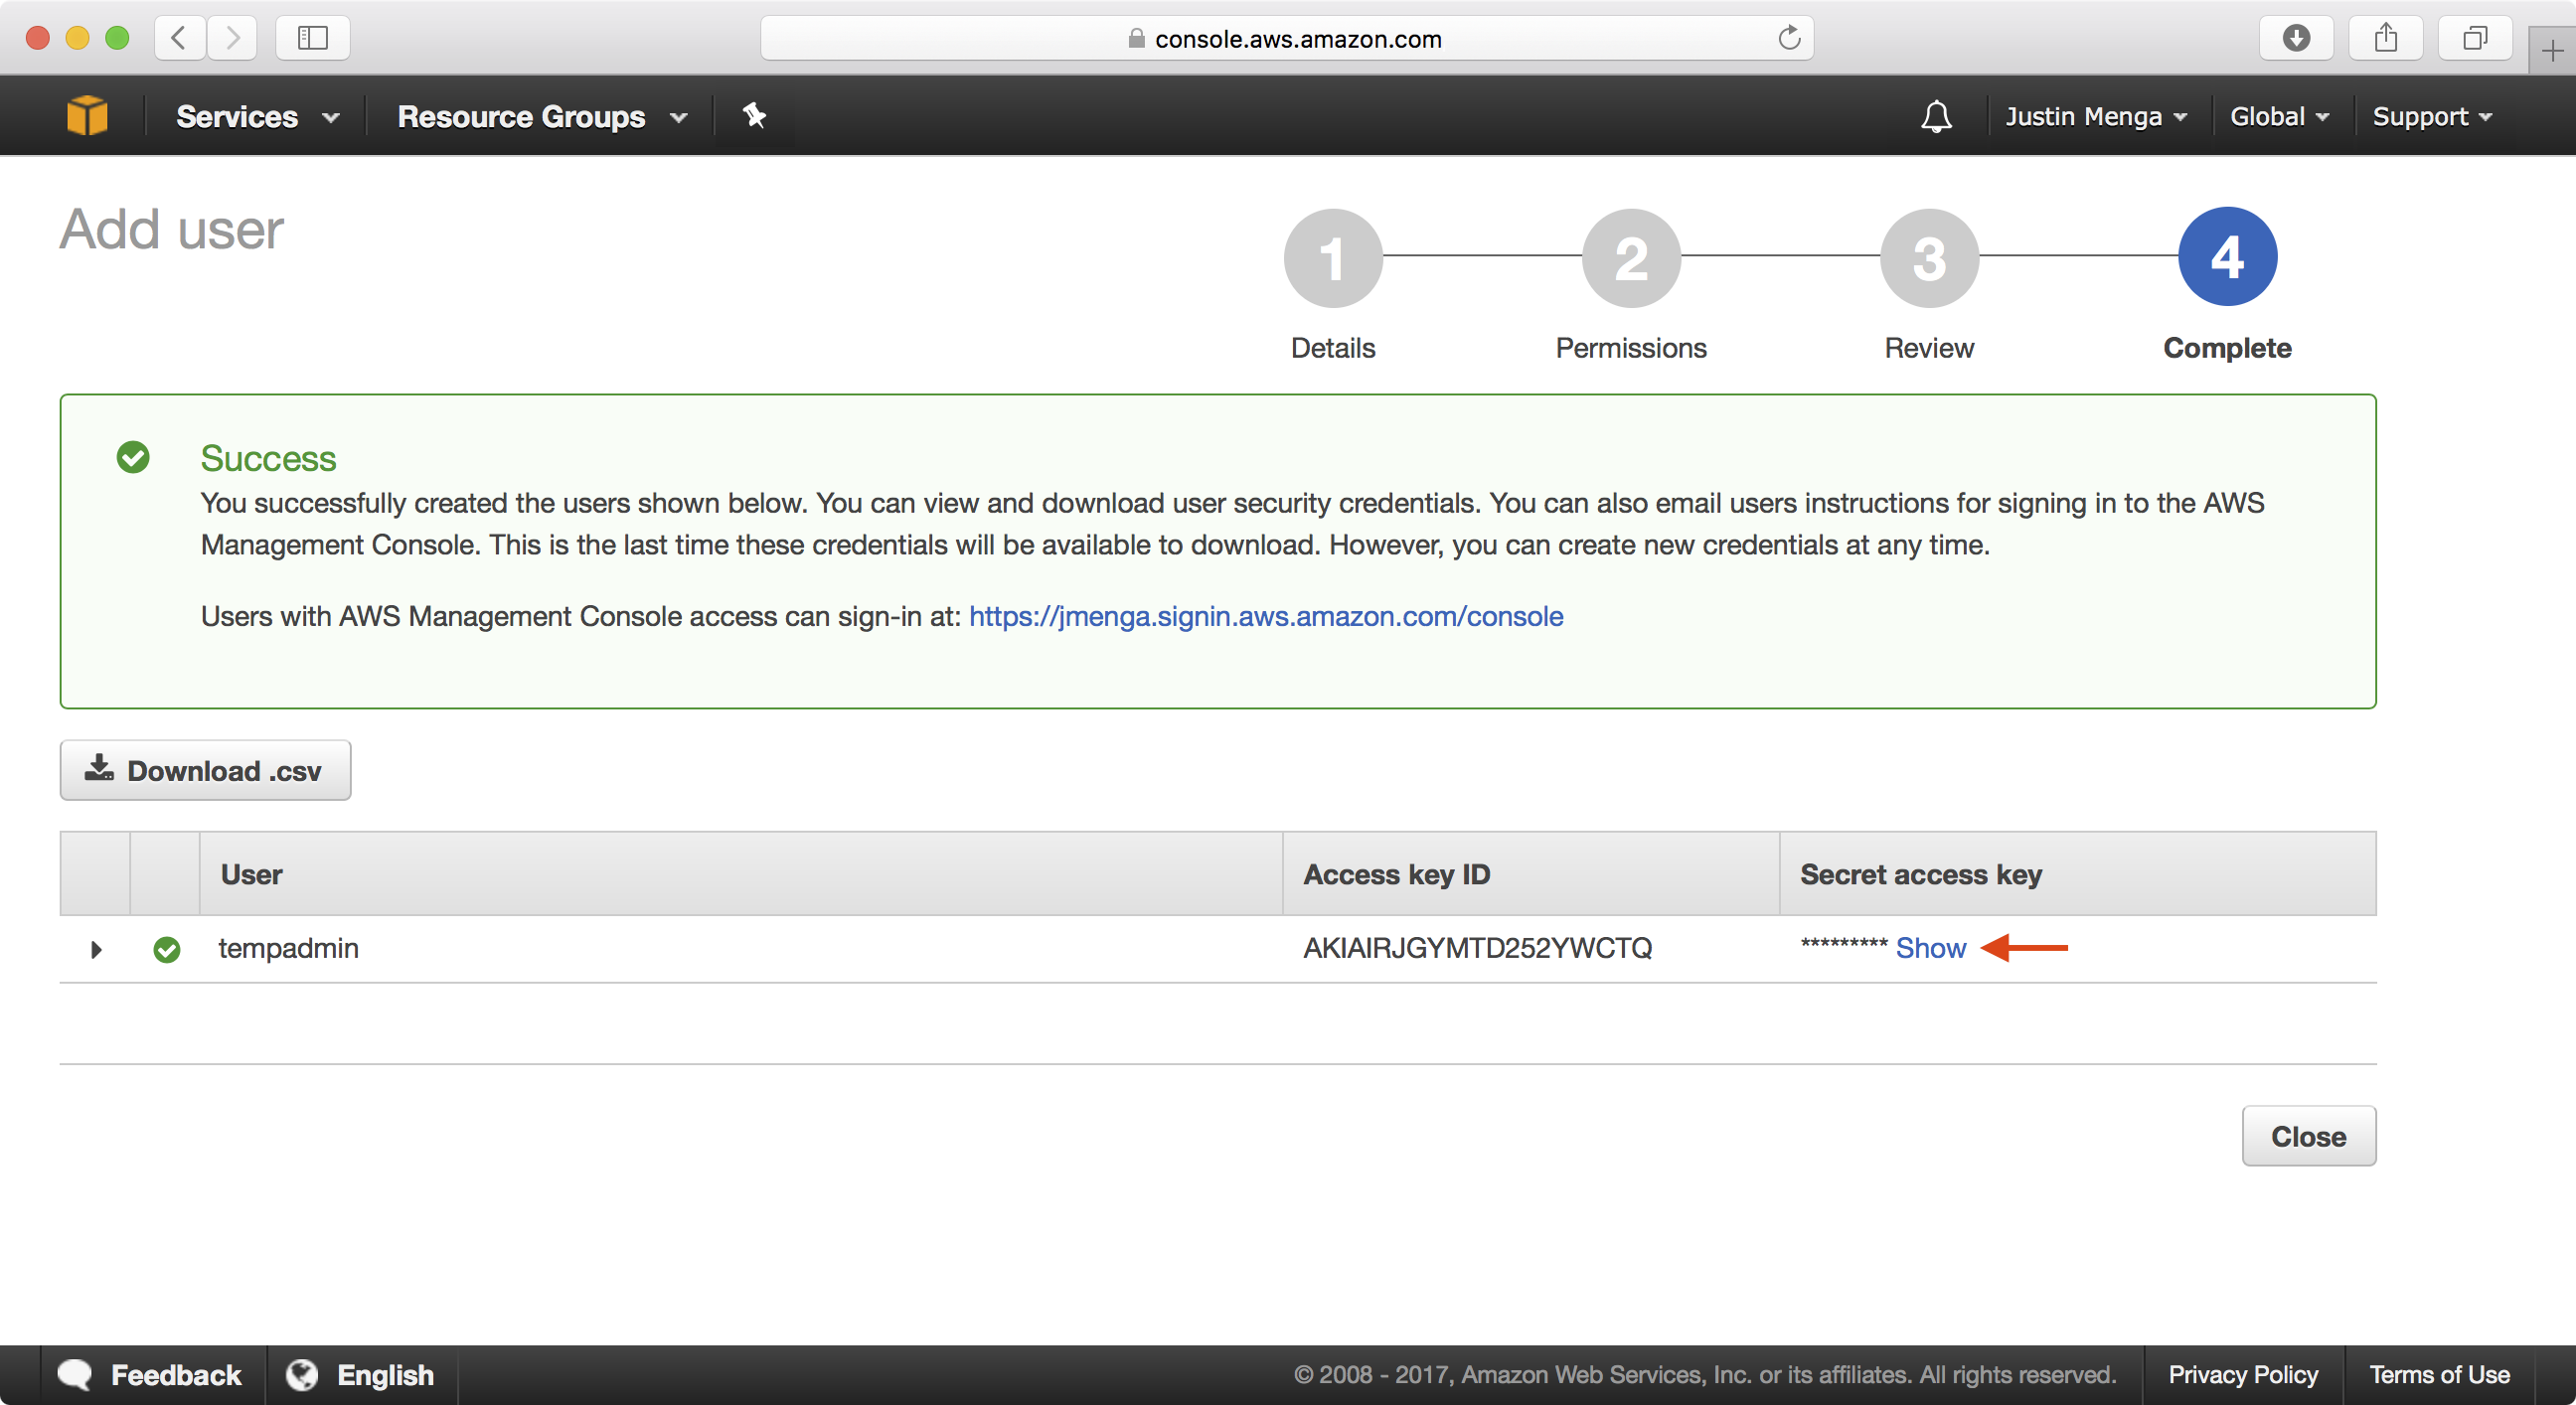 console.aws.amazon.com
Services
Resource Groups
Justin Menga
Global
Support
Add user
1
2
3
4
Details
Permissions
Review
Complete
Success
You successfully created the users shown below. You can view and download user security credentials. You can also email users instructions for signing in to the AWS
Management Console. This is the last time these credentials will be available to download. However, you can create new credentials at any time.
Users with AWS Management Console access can sign-in at: https://jmenga.signin.aws.amazon.com/console
Download .csv
User
Access key ID
Secret access key
tempadmin
AKIAIRJGYMTD252YWCTQ
********* Show
Close
Feedback
English
© 2008 - 2017, Amazon Web Services, Inc. or its affiliates. All rights reserved.
Privacy Policy
Terms of Use